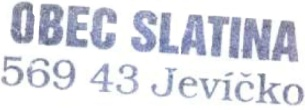 OBEC SLATINA
569 43 Jevíčko